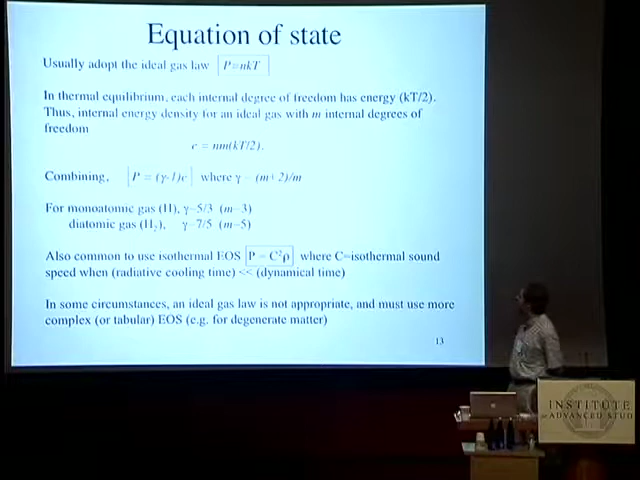 Equation of state
Usually adopt the ideal gas law P=nkT
In thermal equilibrium, each internal degree of freedom has energy (kT/2).
Thus, internal energy density for an ideal gas with m internal degrees of
freedom
e = nm(kT/2).
Combining, P = (γ-1)e where γ = (m+2)/m
For monoatomic gas (H), γ=5/3 (m=3)
diatomic gas (H₂), γ=7/5 (m=5)
Also common to use isothermal EOS P = C²ρ where C=isothermal sound
speed when (radiative cooling time) << (dynamical time)
In some circumstances, an ideal gas law is not appropriate, and must use more
complex (or tabular) EOS (e.g. for degenerate matter)
13
INSTITUTE
ADVANCED STUD